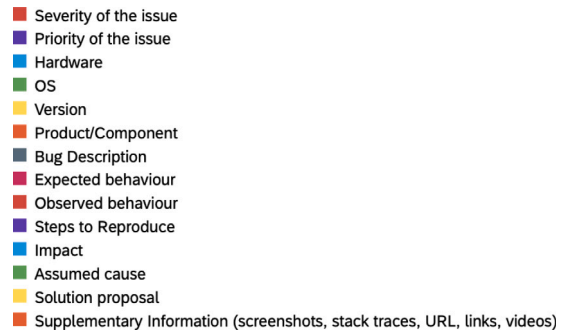 Severity of the issue
Priority of the issue
Hardware
OS
Version
Product/Component
Bug Description
Expected behaviour
Observed behaviour
Steps to Reproduce
Impact
Assumed cause
Solution proposal
Supplementary Information (screenshots, stack traces, URL, links, videos)